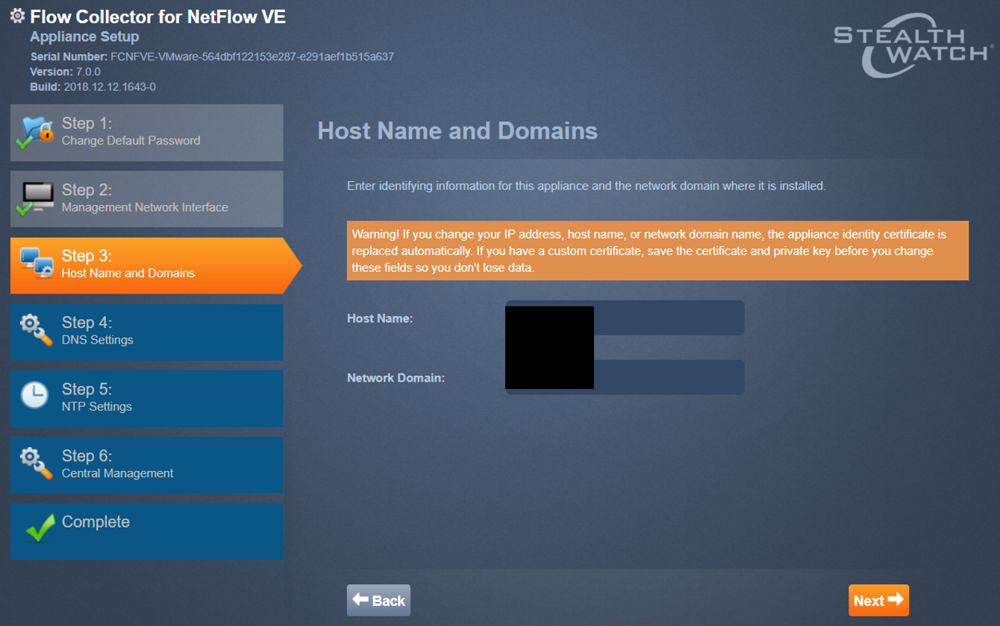 Flow Collector for NetFlow VE
Appliance Setup
Serial Number: FCNFVE-VMware-564dbf122153e287-e291aef1b515a637
Version: 7.0.0
Build: 2018.12.12.1643-0
STEALTH
WATCH®
Step 1:
Change Default Password
Step 2:
Management Network Interface
Step 3:
Host Name and Domains
Step 4:
DNS Settings
Step 5:
NTP Settings
Step 6:
Central Management
Complete
Host Name and Domains
Enter identifying information for this appliance and the network domain where it is installed.
Warning! If you change your IP address, host name, or network domain name, the appliance identity certificate is
replaced automatically. If you have a custom certificate, save the certificate and private key before you change
these fields so you don't lose data.
Host Name:
Network Domain:
Back
Next